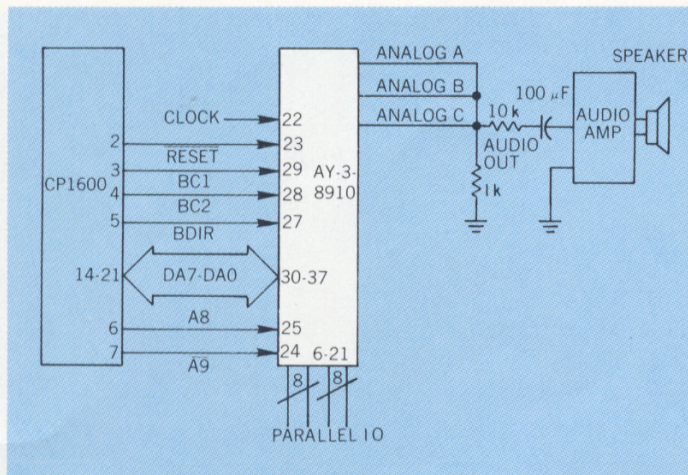 SPEAKER
ANALOG A
ANALOG B
ANALOG C
100 µF
10 k
AUDIO
OUT
AUDIO
AMP
1k
CLOCK
22
2
RESET
23
3
BC1
29
CP1600
AY-3-
8910
4
BC2
28
5
BDIR
27
14-21
DA7-DA0
30-37
6
A8
25
7
A9
24
6-21
8
8
PARALLEL IO